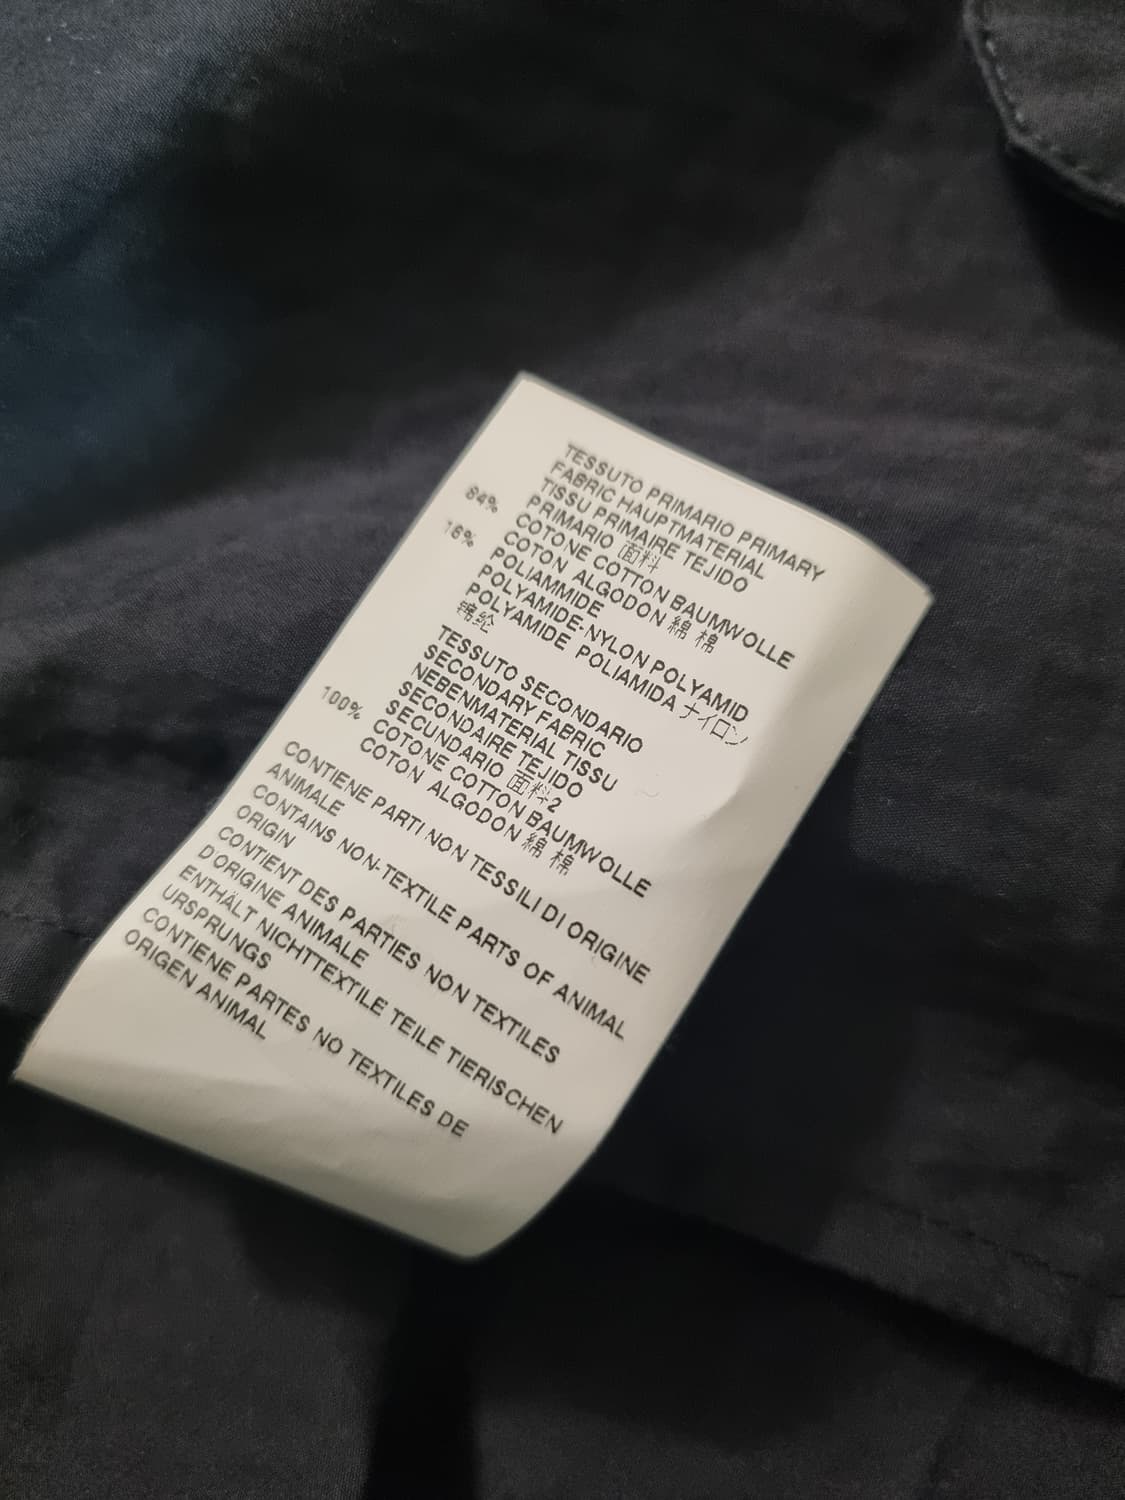 TESSUTO PRIMARIO PRIMARY
FABRIC HAUPTMATERIAL
TISSU PRIMAIRE TEJIDO
PRIMARIO 面料
84% COTONE COTTON BAUMWOLLE
COTON ALGODON 綿 棉
16% POLIAMMIDE
POLYAMIDE-NYLON POLYAMID
POLYAMIDE POLIAMIDA ナイロン
锦纶
TESSUTO SECONDARIO
SECONDARY FABRIC
NEBENMATERIAL TISSU
SECONDAIRE TEJIDO
SECUNDARIO 面料2
100% COTONE COTTON BAUMWOLLE
COTON ALGODON 綿 棉
CONTIENE PARTI NON TESSILI DI ORIGINE
ANIMALE
CONTAINS NON-TEXTILE PARTS OF ANIMAL
ORIGIN
CONTIENT DES PARTIES NON TEXTILES
D'ORIGINE ANIMALE
ENTHÄLT NICHTTEXTILE TEILE TIERISCHEN
URSPRUNGS
CONTIENE PARTES NO TEXTILES DE
ORIGEN ANIMAL